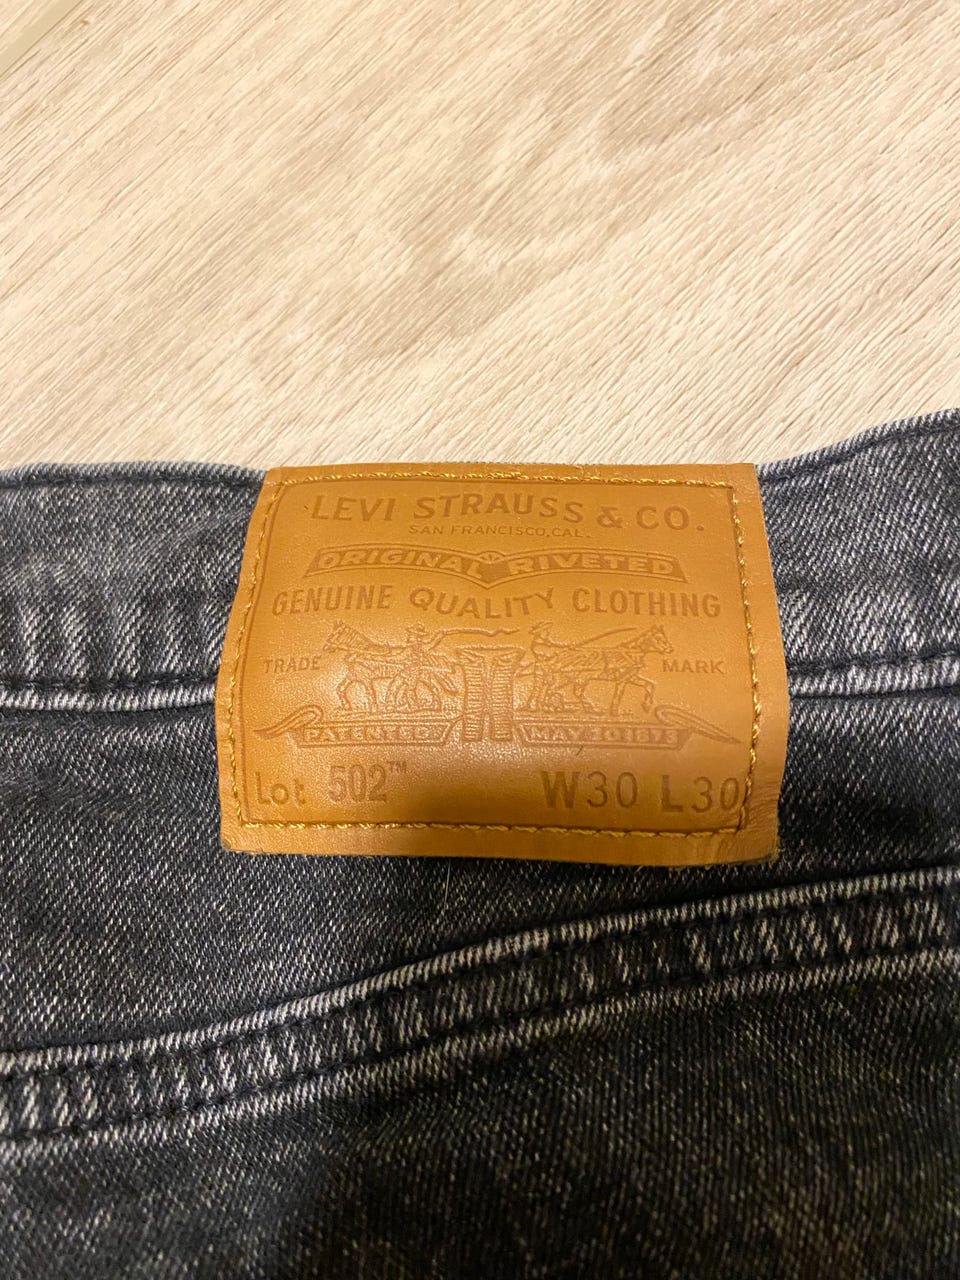 LEVI STRAUSS & CO.
SAN FRANCISCO, CAL.
ORIGINAL RIVETED
GENUINE QUALITY CLOTHING
TRADE MARK
PATENTED MAY 20 1873
Lot 502™ W30 L30